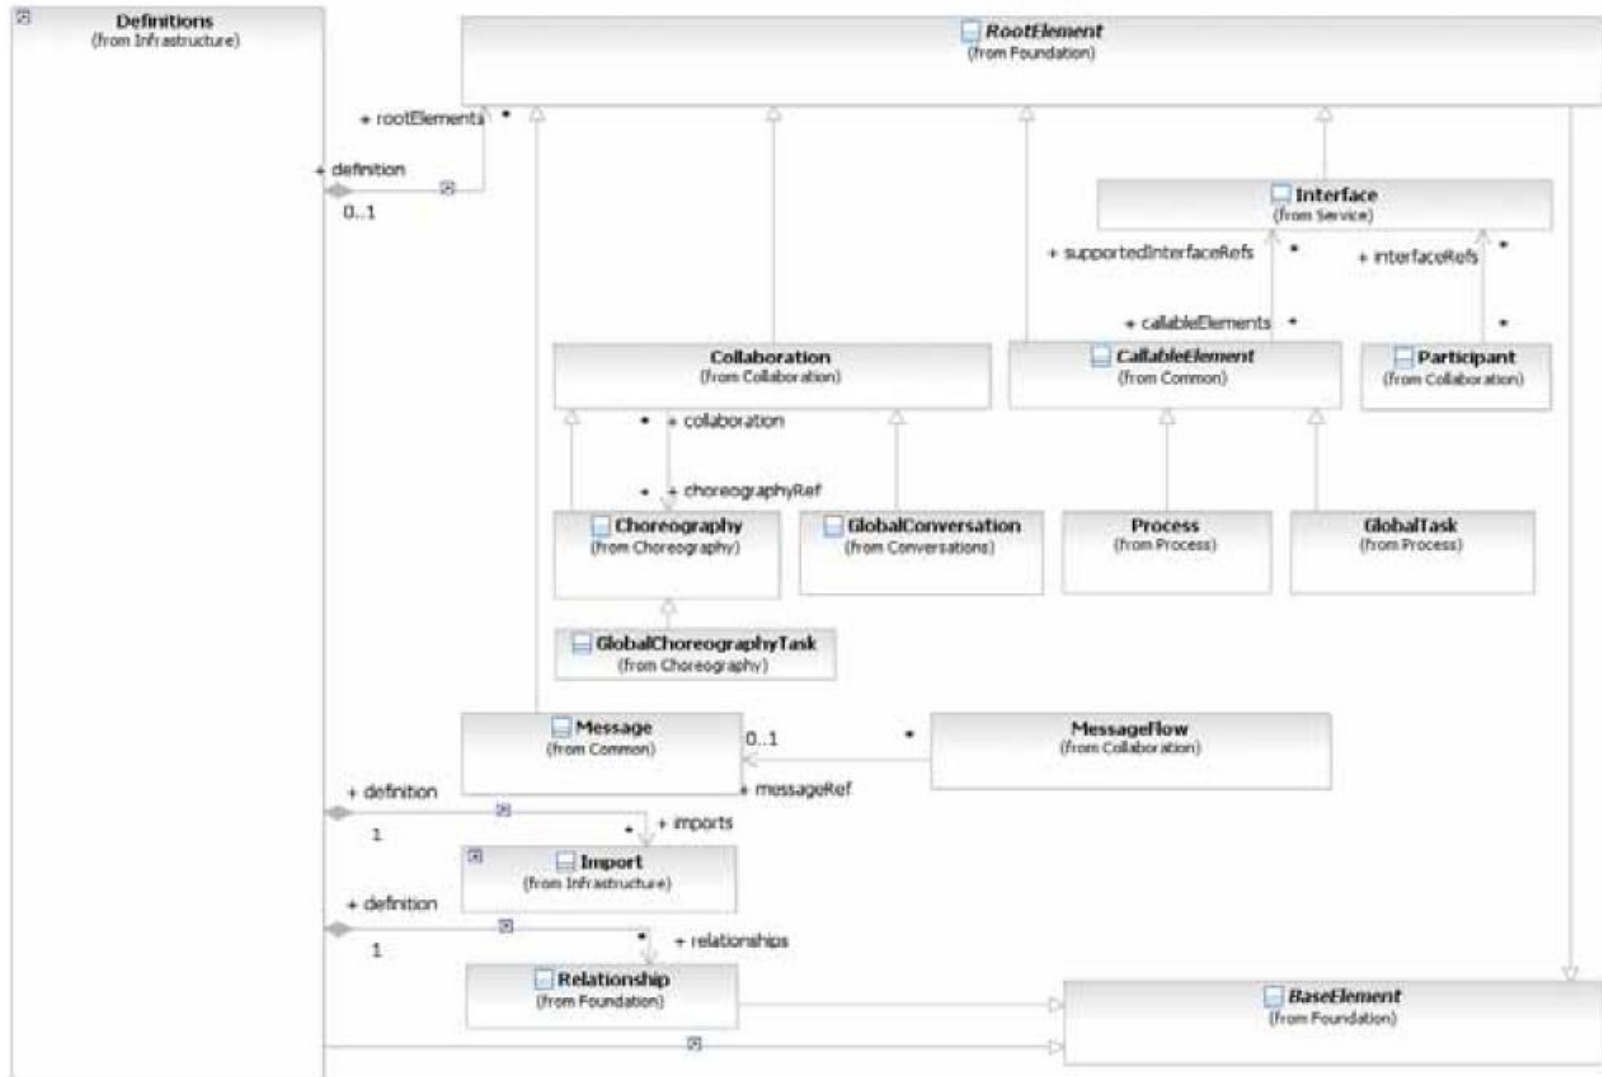 Definitions
(from Infrastructure)
RootElement
(from Foundation)
+ rootElements
*
+ definition
0..1
Interface
(from Service)
+ supportedInterfaceRefs
*
+ interfaceRefs
*
+ callableElements
*
*
Collaboration
(from Collaboration)
CallableElement
(from Common)
Participant
(from Collaboration)
*
+ collaboration
*
+ choreographyRef
Choreography
(from Choreography)
GlobalConversation
(from Conversations)
Process
(from Process)
GlobalTask
(from Process)
GlobalChoreographyTask
(from Choreography)
Message
(from Common)
0..1
*
MessageFlow
(from Collaboration)
+ messageRef
+ definition
1
*
+ imports
Import
(from Infrastructure)
+ definition
1
*
+ relationships
Relationship
(from Foundation)
BaseElement
(from Foundation)